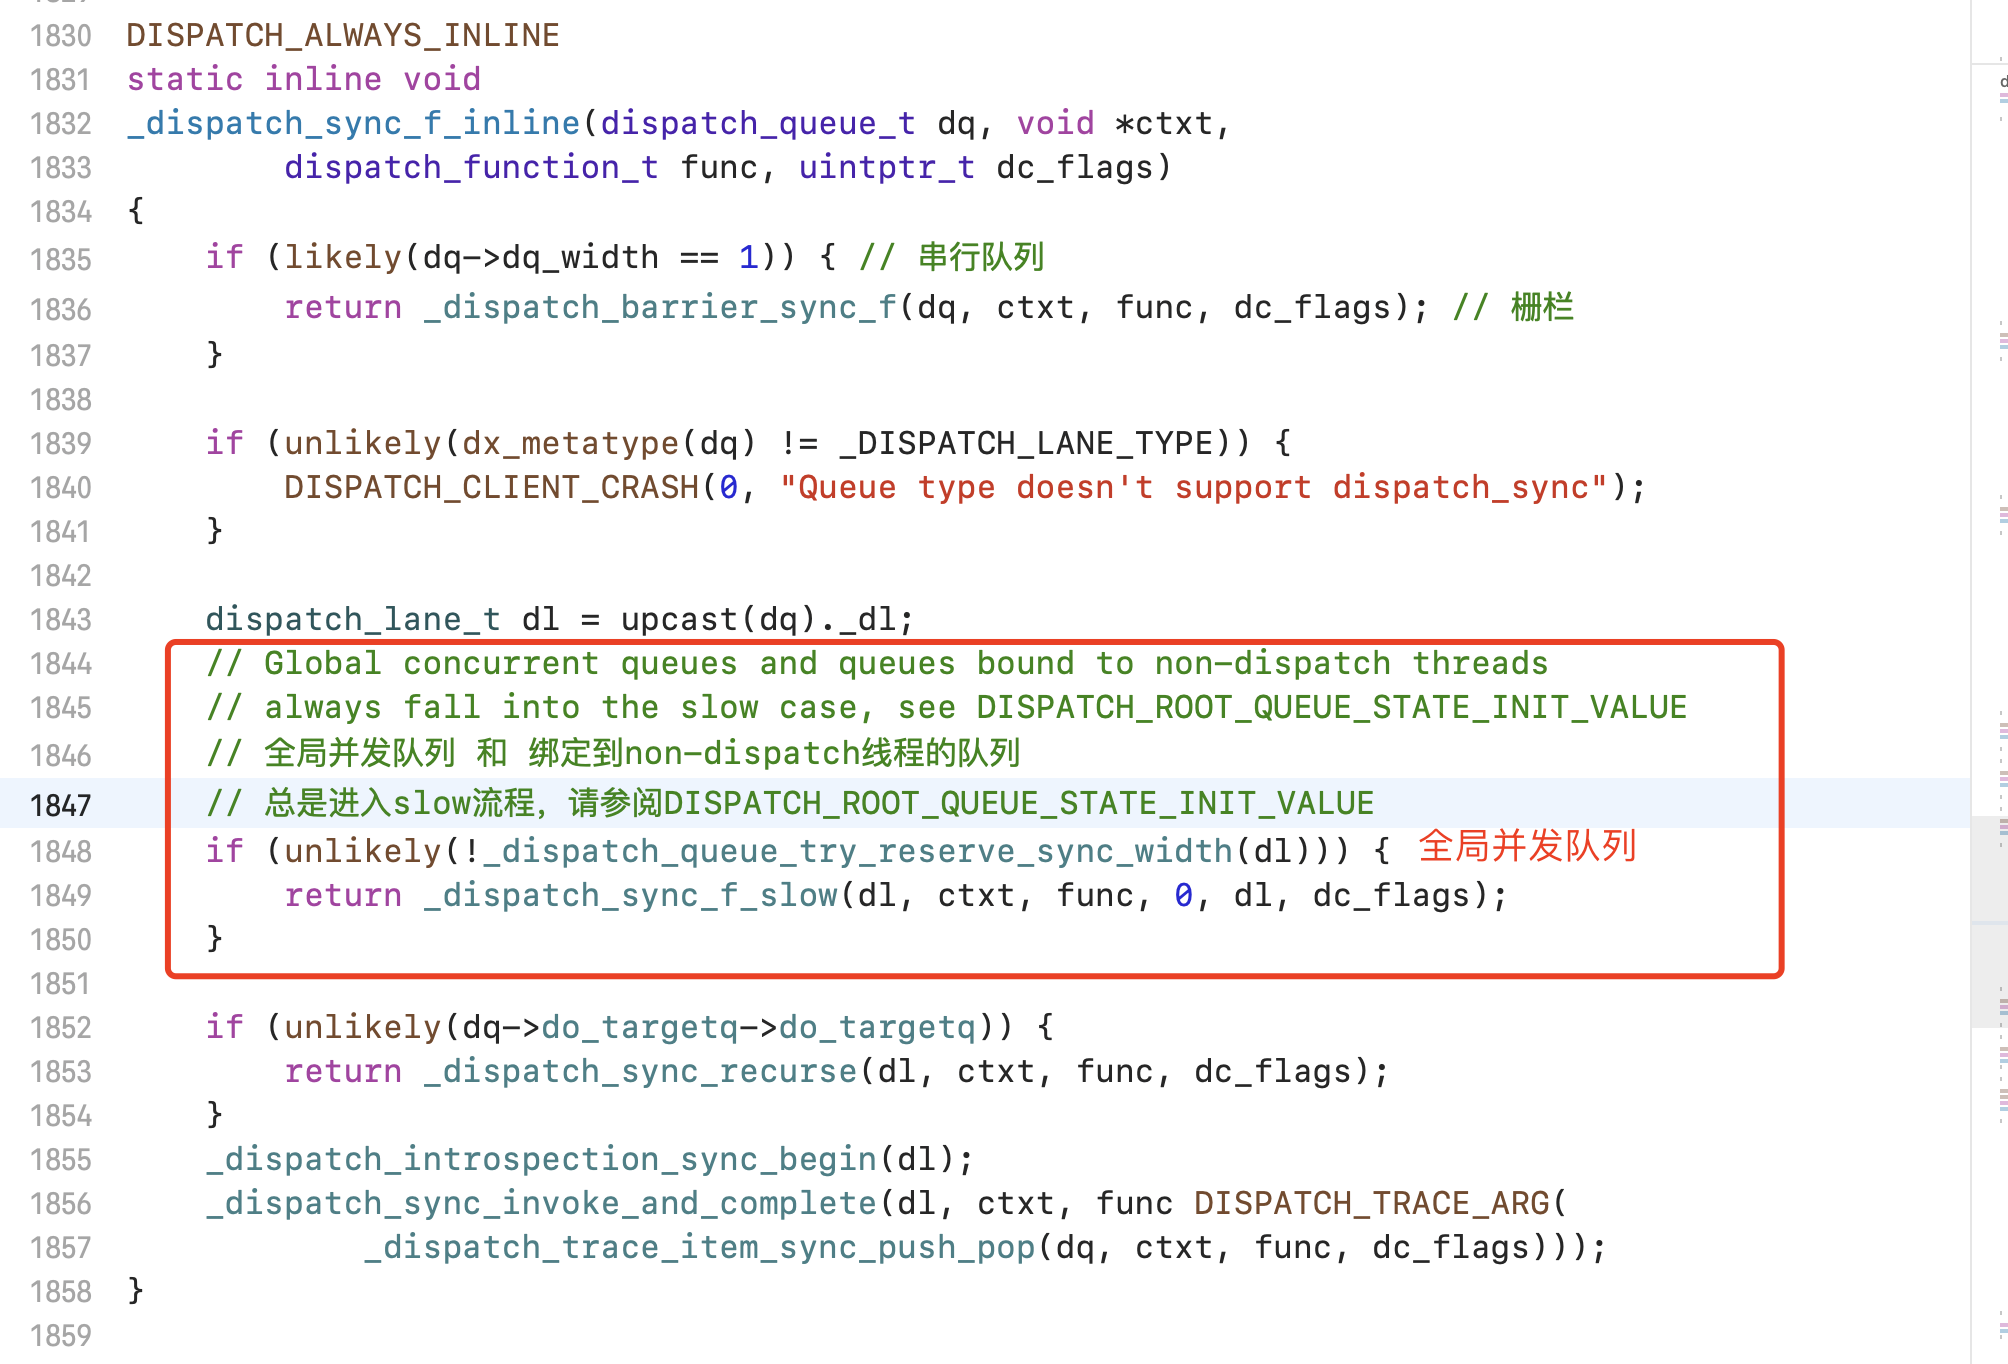 1830 DISPATCH_ALWAYS_INLINE
1831 static inline void
1832 _dispatch_sync_f_inline(dispatch_queue_t dq, void *ctxt,
1833         dispatch_function_t func, uintptr_t dc_flags)
1834 {
1835     if (likely(dq->dq_width == 1)) { // 串行队列
1836         return _dispatch_barrier_sync_f(dq, ctxt, func, dc_flags); // 栅栏
1837     }
1838
1839     if (unlikely(dx_metatype(dq) != _DISPATCH_LANE_TYPE)) {
1840         DISPATCH_CLIENT_CRASH(0, "Queue type doesn't support dispatch_sync");
1841     }
1842
1843     dispatch_lane_t dl = upcast(dq)._dl;
1844     // Global concurrent queues and queues bound to non-dispatch threads
1845     // always fall into the slow case, see DISPATCH_ROOT_QUEUE_STATE_INIT_VALUE
1846     // 全局并发队列 和 绑定到non-dispatch线程的队列
1847     // 总是进入slow流程，请参阅DISPATCH_ROOT_QUEUE_STATE_INIT_VALUE
1848     if (unlikely(!_dispatch_queue_try_reserve_sync_width(dl))) { 全局并发队列
1849         return _dispatch_sync_f_slow(dl, ctxt, func, 0, dl, dc_flags);
1850     }
1851
1852     if (unlikely(dq->do_targetq->do_targetq)) {
1853         return _dispatch_sync_recurse(dl, ctxt, func, dc_flags);
1854     }
1855     _dispatch_introspection_sync_begin(dl);
1856     _dispatch_sync_invoke_and_complete(dl, ctxt, func DISPATCH_TRACE_ARG(
1857             _dispatch_trace_item_sync_push_pop(dq, ctxt, func, dc_flags)));
1858 }
1859